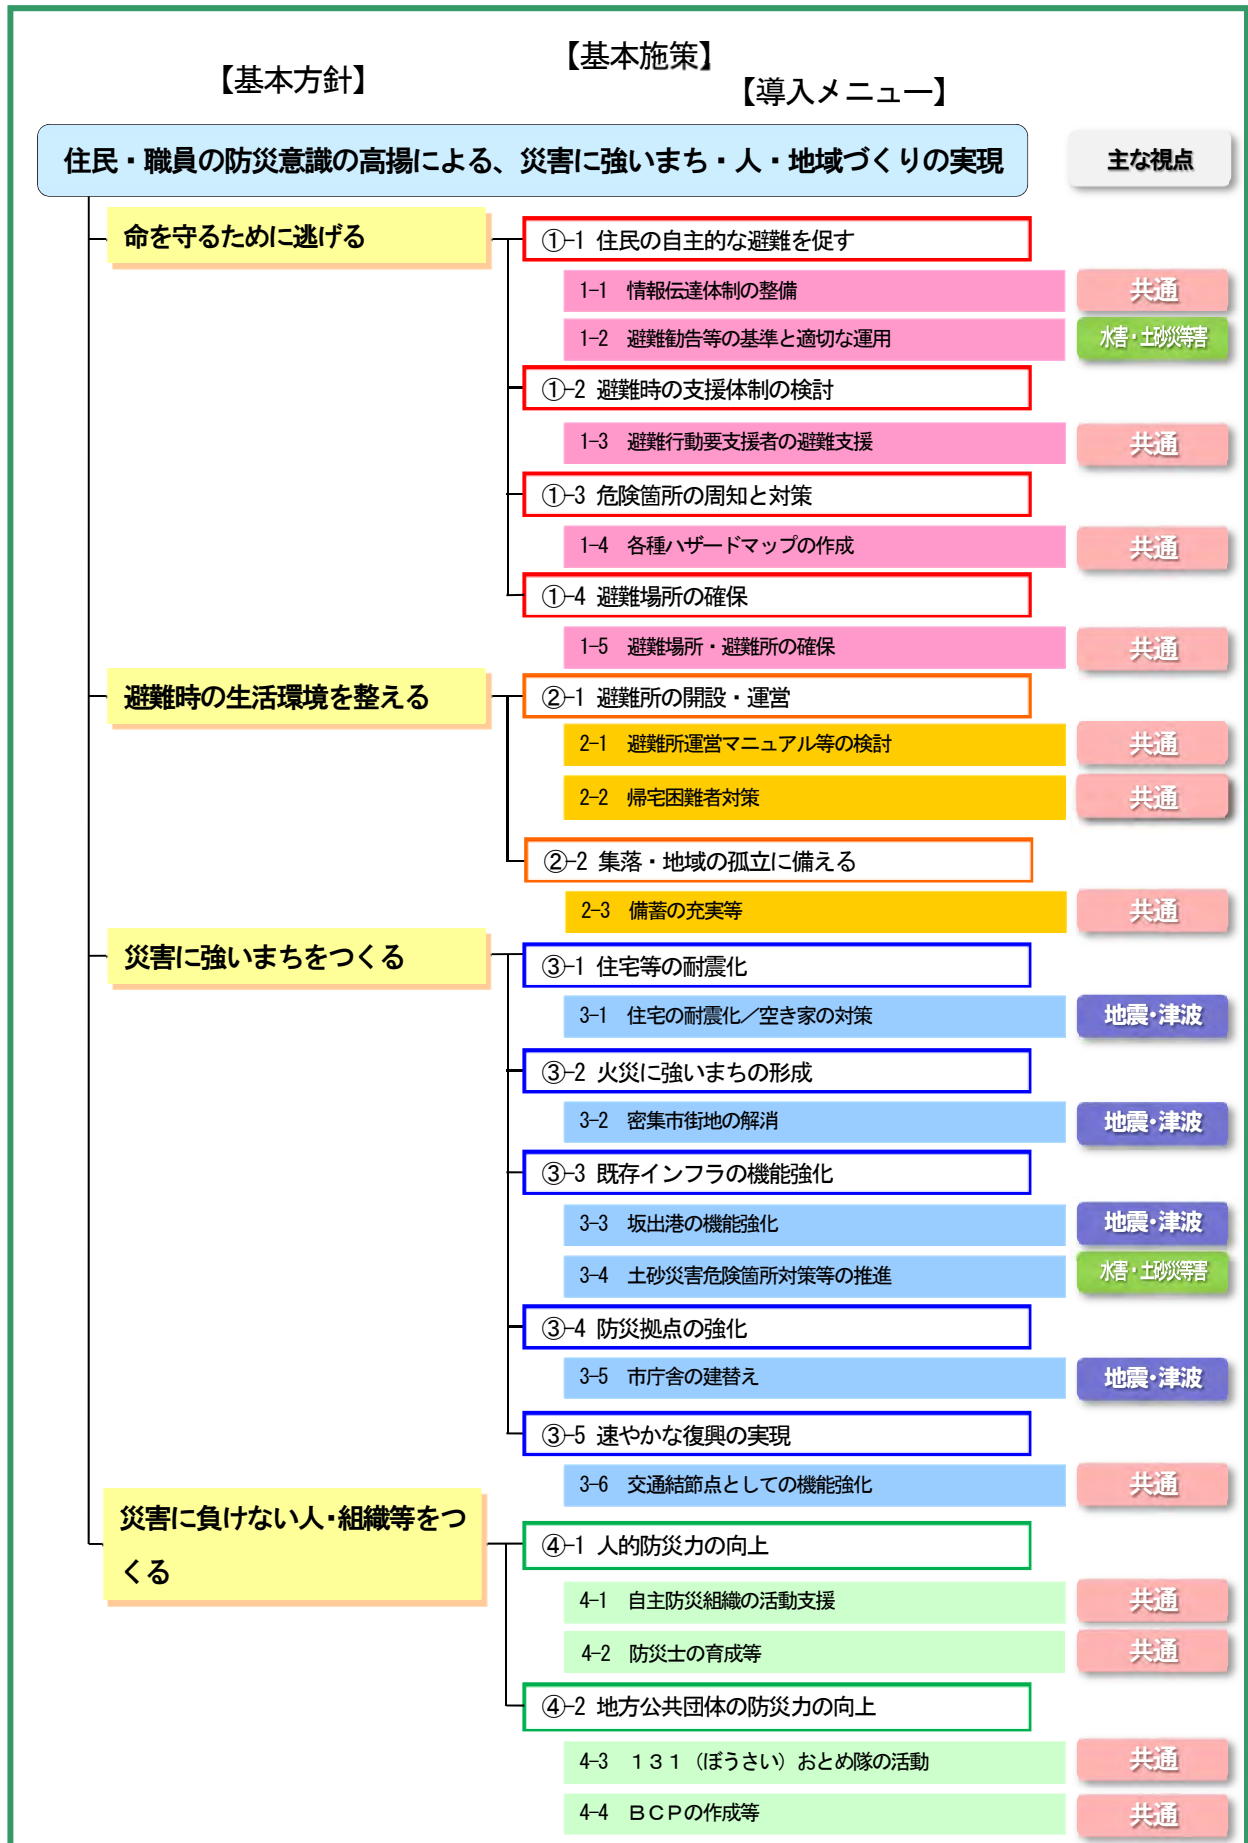 【基本方針】
【基本施策】
【導入メニュー】
住民・職員の防災意識の高揚による、災害に強いまち・人・地域づくりの実現
主な視点
命を守るために逃げる
①-1 住民の自主的な避難を促す
1-1 情報伝達体制の整備
共通
1-2 避難勧告等の基準と適切な運用
水害・土砂災等害
①-2 避難時の支援体制の検討
1-3 避難行動要支援者の避難支援
共通
①-3 危険箇所の周知と対策
1-4 各種ハザードマップの作成
共通
①-4 避難場所の確保
1-5 避難場所・避難所の確保
共通
避難時の生活環境を整える
②-1 避難所の開設・運営
2-1 避難所運営マニュアル等の検討
共通
2-2 帰宅困難者対策
共通
②-2 集落・地域の孤立に備える
2-3 備蓄の充実等
共通
災害に強いまちをつくる
③-1 住宅等の耐震化
3-1 住宅の耐震化／空き家の対策
地震・津波
③-2 火災に強いまちの形成
3-2 密集市街地の解消
地震・津波
③-3 既存インフラの機能強化
3-3 坂出港の機能強化
地震・津波
3-4 土砂災害危険箇所対策等の推進
水害・土砂災等害
③-4 防災拠点の強化
3-5 市庁舎の建替え
地震・津波
③-5 速やかな復興の実現
3-6 交通結節点としての機能強化
共通
災害に負けない人・組織等をつ
くる
④-1 人的防災力の向上
4-1 自主防災組織の活動支援
共通
4-2 防災士の育成等
共通
④-2 地方公共団体の防災力の向上
4-3 １３１（ぼうさい）おとめ隊の活動
共通
4-4 ＢＣＰの作成等
共通